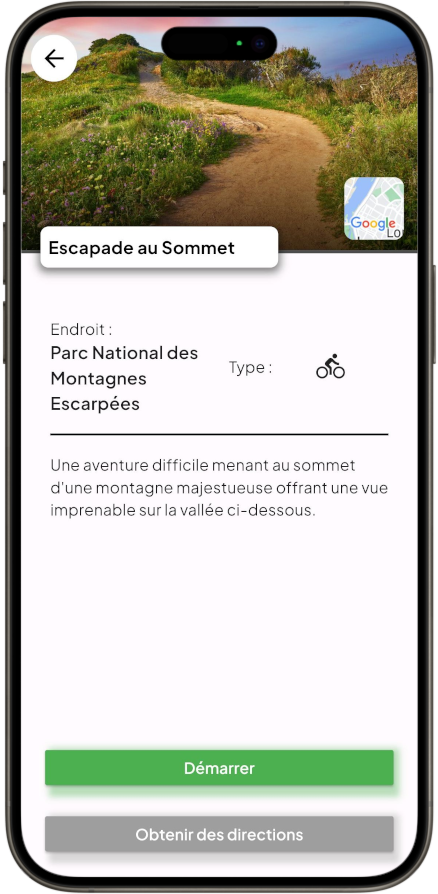 Google
Lo
Escapade au Sommet
Endroit :
Parc National des
Montagnes
Escarpées
Type :
Une aventure difficile menant au sommet
d'une montagne majestueuse offrant une vue
imprenable sur la vallée ci-dessous.
Démarrer
Obtenir des directions